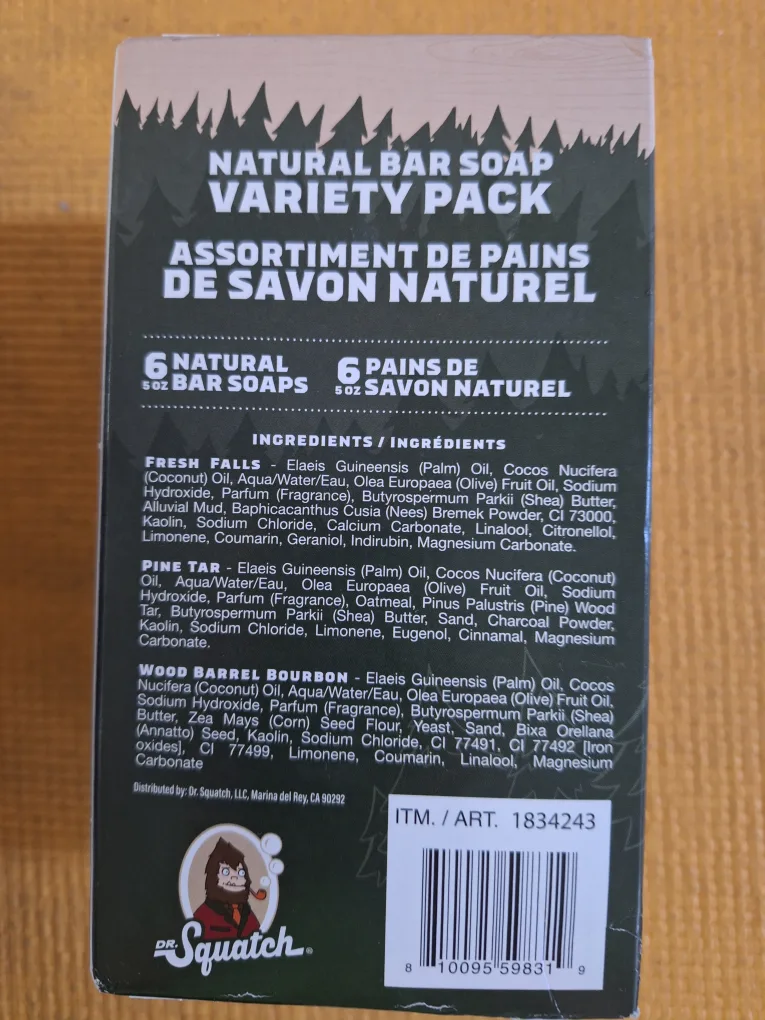 NATURAL BAR SOAP
VARIETY PACK
ASSORTIMENT DE PAINS
DE SAVON NATUREL
6 NATURAL
5 OZ BAR SOAPS
6 PAINS DE
5 OZ SAVON NATUREL
INGREDIENTS / INGRÉDIENTS
FRESH FALLS - Elaeis Guineensis (Palm) Oil, Cocos Nucifera
(Coconut) Oil, Aqua/Water/Eau, Olea Europaea (Olive) Fruit Oil, Sodium
Hydroxide, Parfum (Fragrance), Butyrospermum Parkii (Shea) Butter,
Alluvial Mud, Baphicacanthus Cusia (Nees) Bremek Powder, CI 73000,
Kaolin, Sodium Chloride, Calcium Carbonate, Linalool, Citronellol,
Limonene, Coumarin, Geraniol, Indirubin, Magnesium Carbonate.
PINE TAR - Elaeis Guineensis (Palm) Oil, Cocos Nucifera (Coconut)
Oil, Aqua/Water/Eau, Olea Europaea (Olive) Fruit Oil, Sodium
Hydroxide, Parfum (Fragrance), Oatmeal, Pinus Palustris (Pine) Wood
Tar, Butyrospermum Parkii (Shea) Butter, Sand, Charcoal Powder,
Kaolin, Sodium Chloride, Limonene, Eugenol, Cinnamal, Magnesium
Carbonate.
WOOD BARREL BOURBON - Elaeis Guineensis (Palm) Oil, Cocos
Nucifera (Coconut) Oil, Aqua/Water/Eau, Olea Europaea (Olive) Fruit Oil,
Sodium Hydroxide, Parfum (Fragrance), Butyrospermum Parkii (Shea)
Butter, Zea Mays (Corn) Seed Flour, Yeast, Sand, Bixa Orellana
(Annatto) Seed, Kaolin, Sodium Chloride, CI 77491, CI 77492 [Iron
oxides], CI 77499, Limonene, Coumarin, Linalool, Magnesium
Carbonate
Distributed by: Dr. Squatch, LLC, Marina del Rey, CA 90292
ITM. / ART. 1834243
8 10095 59831 9
DR.
Squatch®